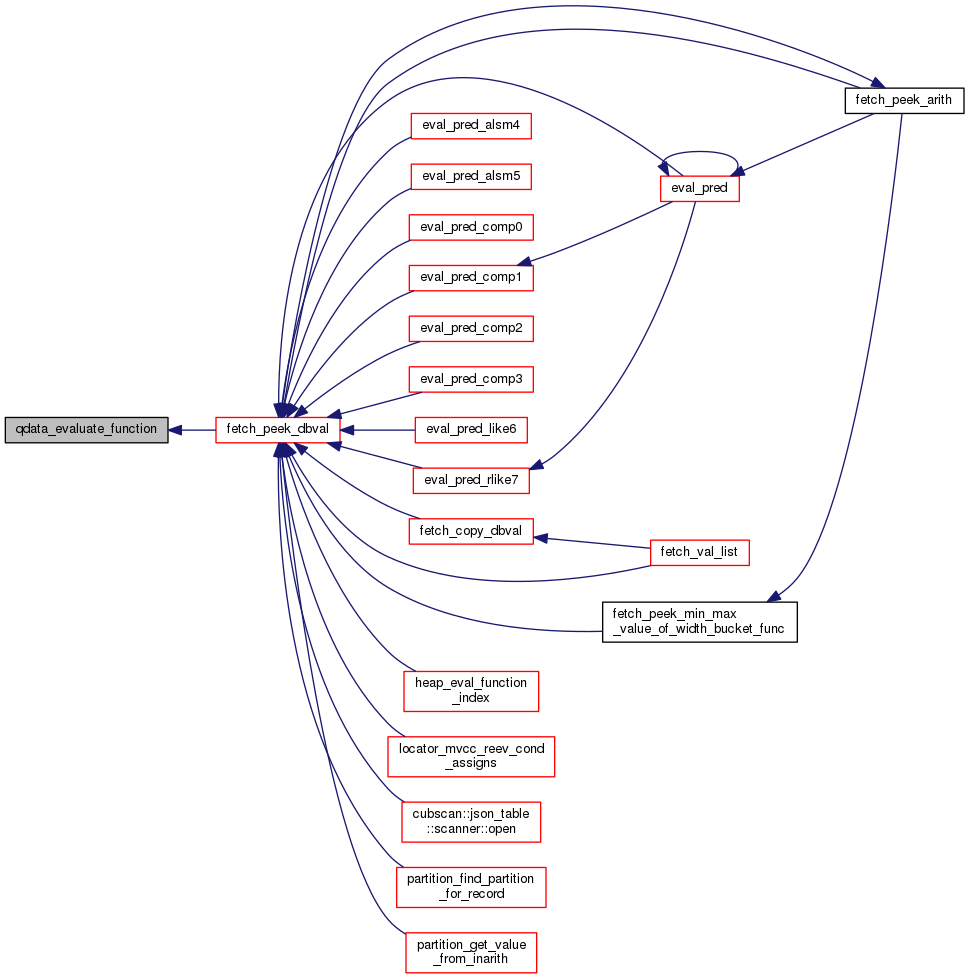 fetch_peek_arith
eval_pred_alsm4
eval_pred_alsm5
eval_pred
eval_pred_comp0
eval_pred_comp1
eval_pred_comp2
eval_pred_comp3
qdata_evaluate_function
fetch_peek_dbval
eval_pred_like6
eval_pred_rlike7
fetch_copy_dbval
fetch_val_list
fetch_peek_min_max
_value_of_width_bucket_func
heap_eval_function
_index
locator_mvcc_reev_cond
_assigns
cubscan::json_table
::scanner::open
partition_find_partition
_for_record
partition_get_value
_from_inarith